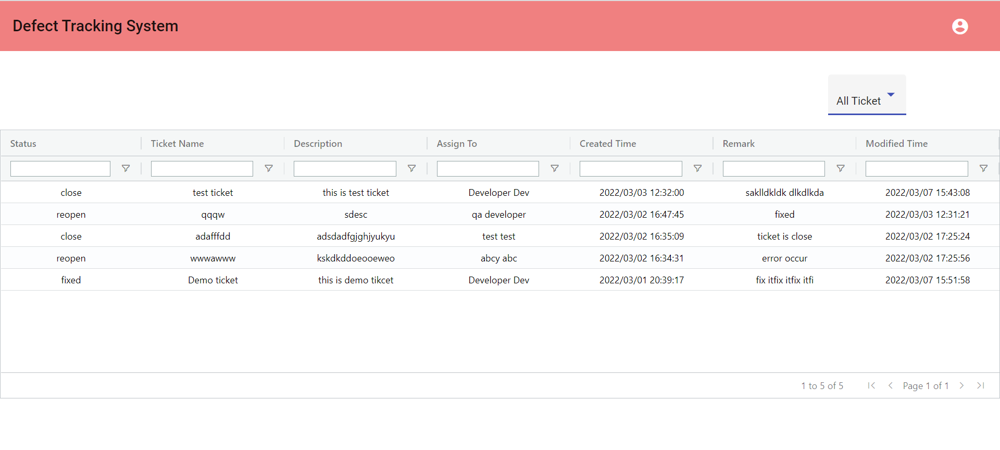 Defect Tracking System
All Ticket
Status Ticket Name Description Assign To Created Time Remark Modified Time
close test ticket this is test ticket Developer Dev 2022/03/03 12:32:00 saklldkldk dlkdlkda 2022/03/07 15:43:08
reopen qqqw sdesc qa developer 2022/03/02 16:47:45 fixed 2022/03/03 12:31:21
close adafffdd adsdadfgjghjyukyu test test 2022/03/02 16:35:09 ticket is close 2022/03/02 17:25:24
reopen wwwawww kskdkddoeooeweo abcy abc 2022/03/02 16:34:31 error occur 2022/03/02 17:25:56
fixed Demo ticket this is demo tikcet Developer Dev 2022/03/01 20:39:17 fix itfix itfix itfi 2022/03/07 15:51:58
1 to 5 of 5 Page 1 of 1